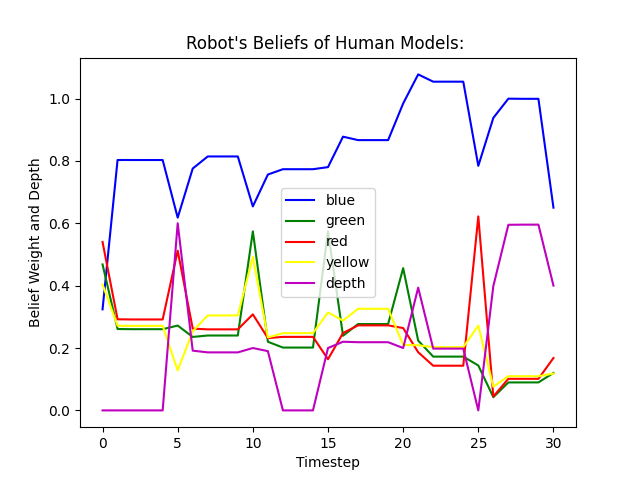 Robot's Beliefs of Human Models:
Belief Weight and Depth
1.0
0.8
0.6
0.4
0.2
0.0
blue
green
red
yellow
depth
0 5 10 15 20 25 30
Timestep